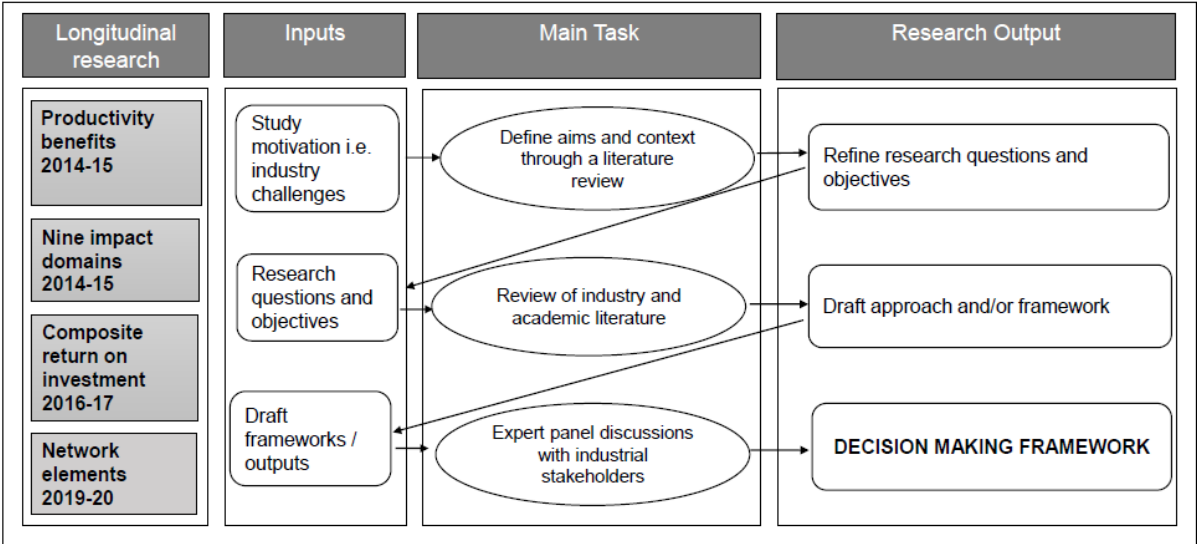 Longitudinal
research
Inputs
Main Task
Research Output
Productivity
benefits
2014-15
Nine impact
domains
2014-15
Composite
return on
investment
2016-17
Network
elements
2019-20
Study
motivation i.e.
industry
challenges
Define aims and context
through a literature
review
Refine research questions and
objectives
Research
questions and
objectives
Review of industry and
academic literature
Draft approach and/or framework
Draft
frameworks /
outputs
Expert panel discussions
with industrial
stakeholders
DECISION MAKING FRAMEWORK